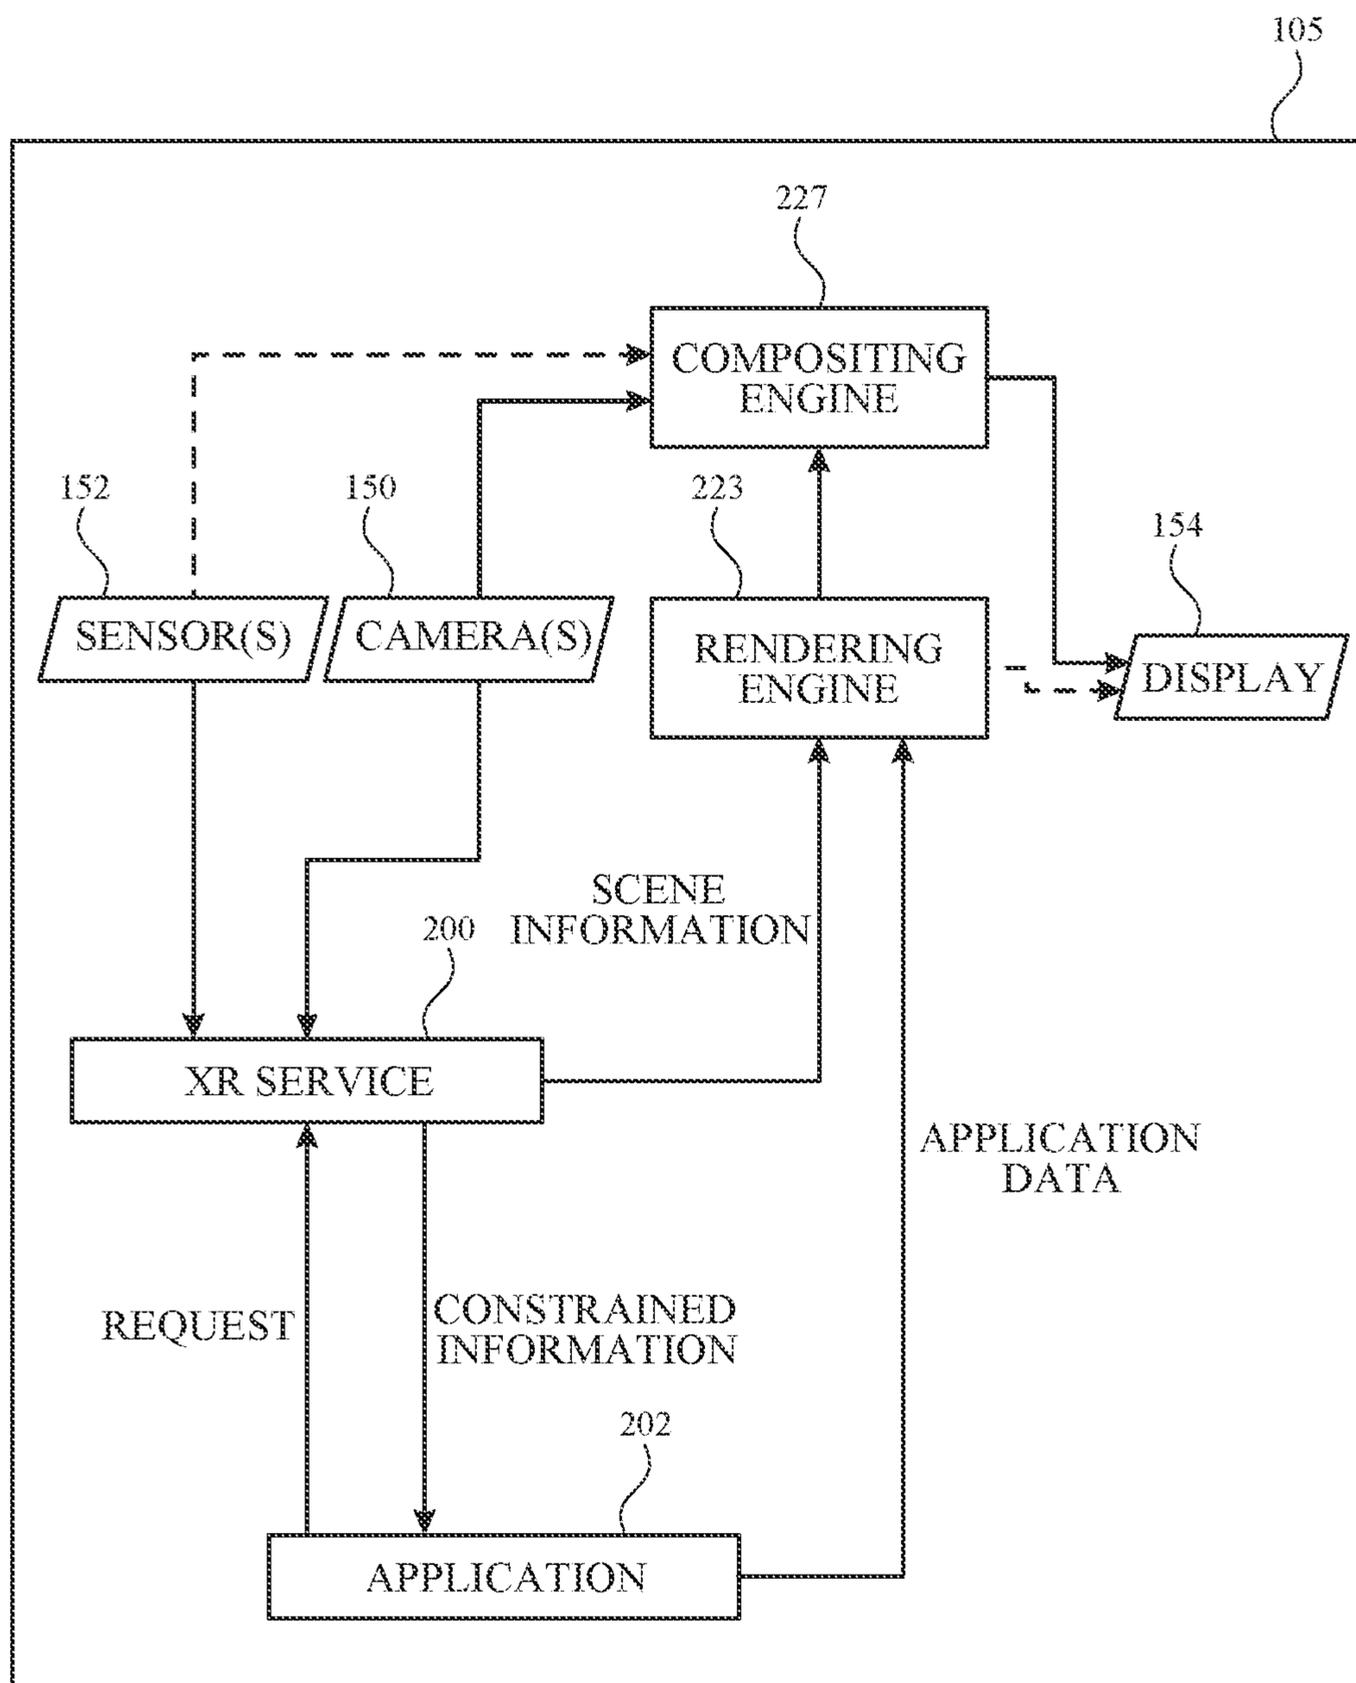 105
227
COMPOSITING
ENGINE
152
150
223
154
SENSOR(S)
CAMERA(S)
RENDERING
ENGINE
DISPLAY
SCENE
INFORMATION
200
XR SERVICE
APPLICATION
DATA
REQUEST
CONSTRAINED
INFORMATION
202
APPLICATION